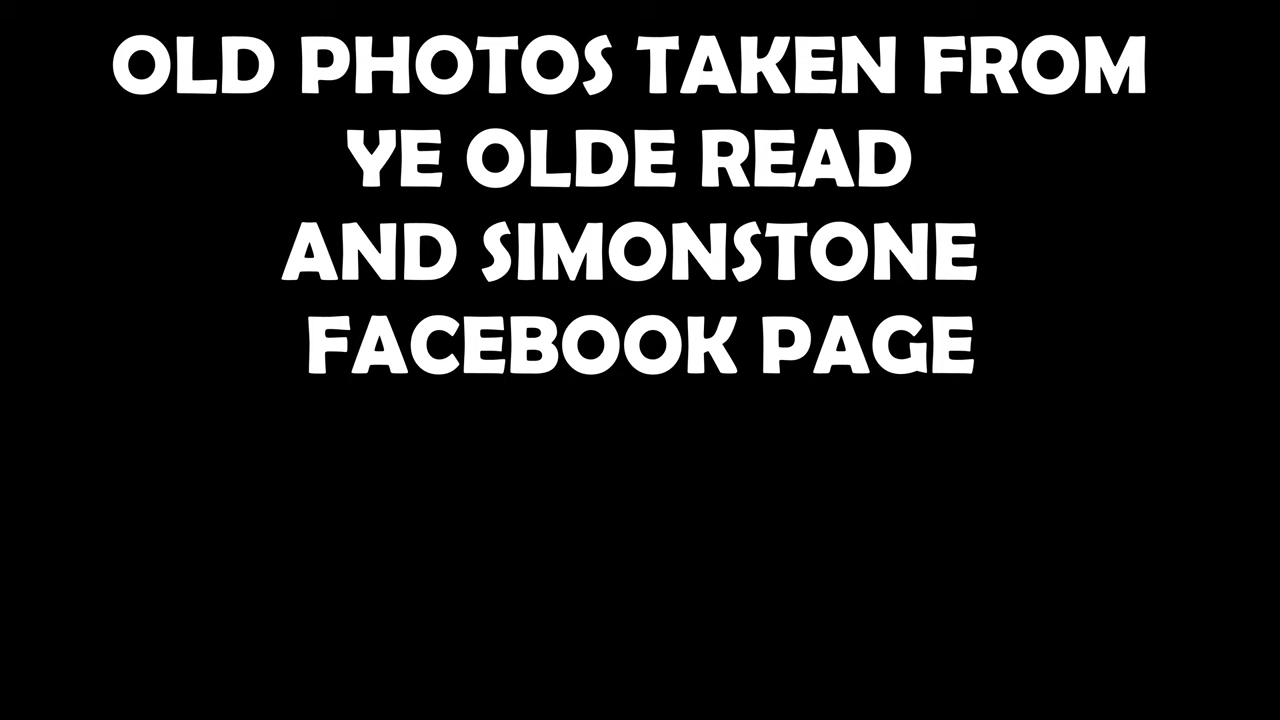 OLD PHOTOS TAKEN FROM
YE OLDE READ
AND SIMONSTONE
FACEBOOK PAGE